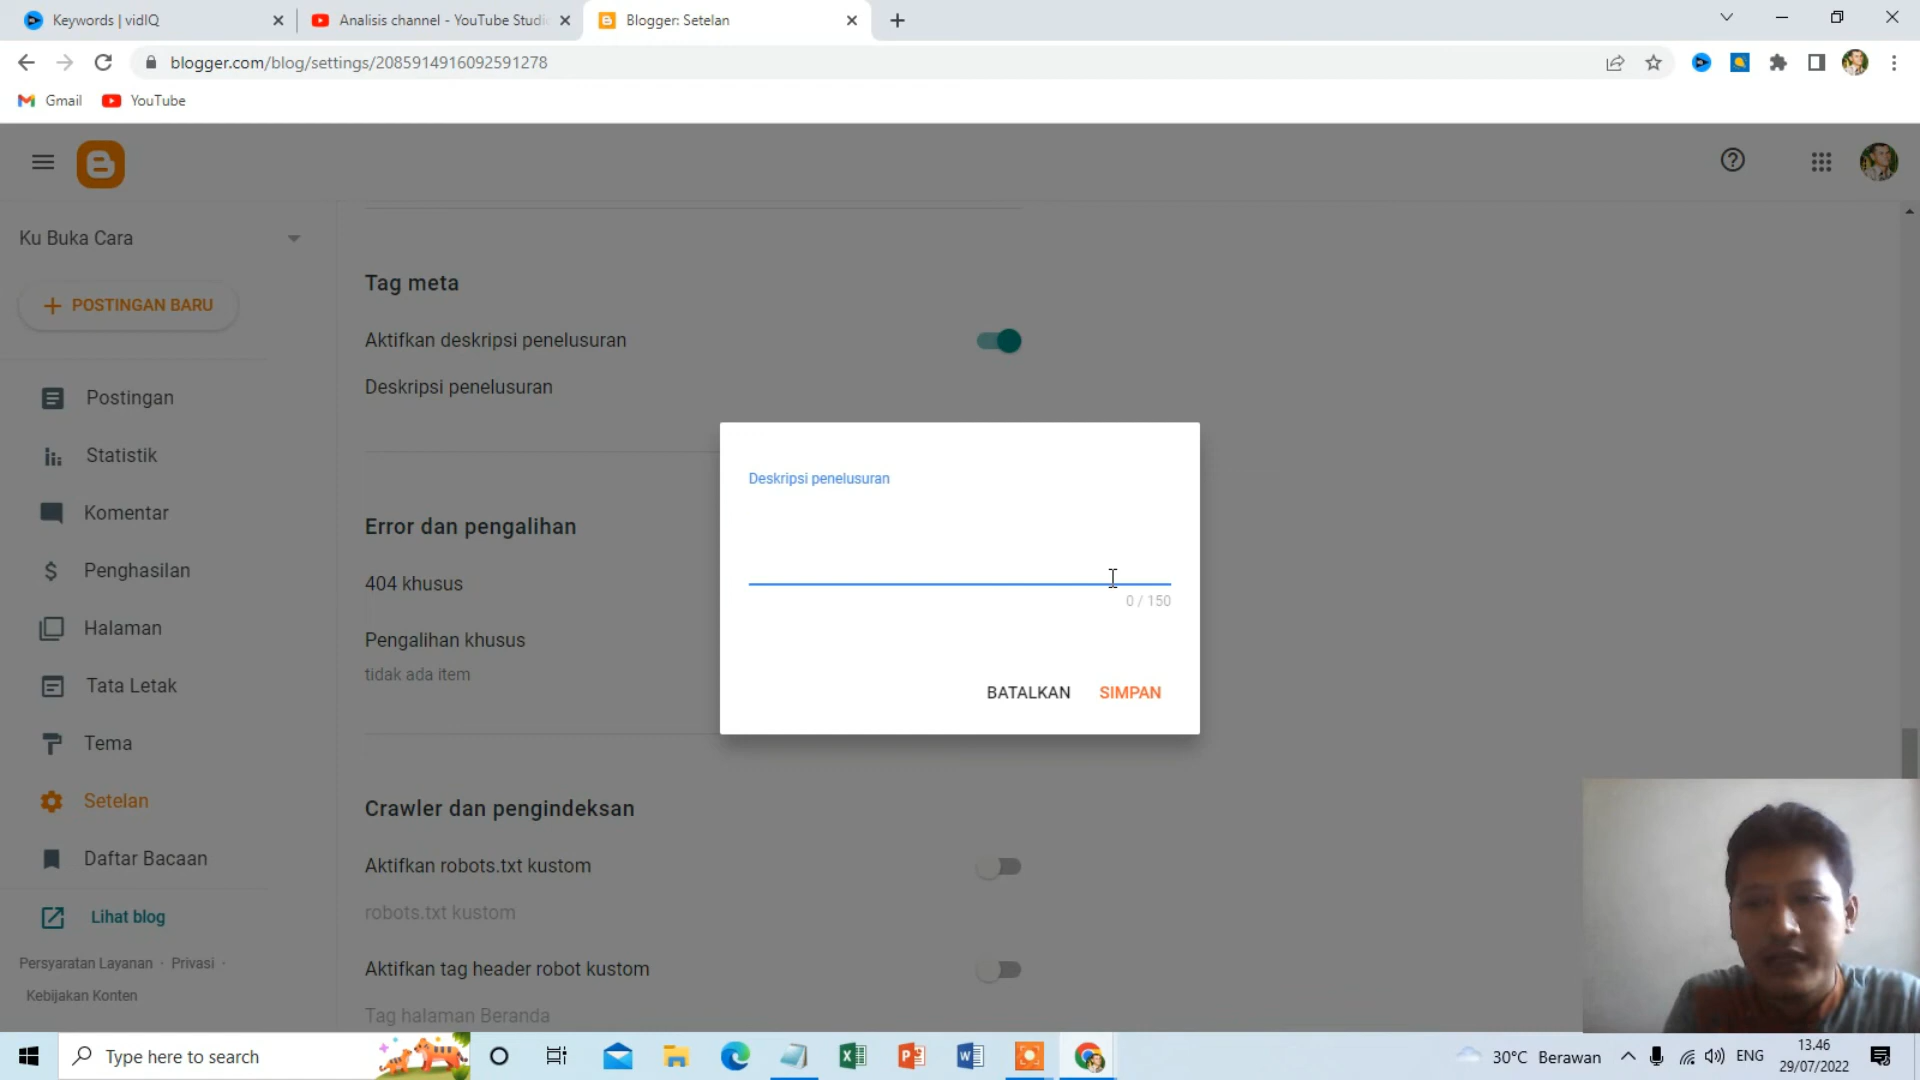 Keywords | vidIQ
Analisis channel - YouTube Studi
Blogger: Setelan
blogger.com/blog/settings/2085914916092591278
Gmail
YouTube
Ku Buka Cara
POSTINGAN BARU
Postingan
Statistik
Komentar
Penghasilan
Halaman
Tata Letak
Tema
Setelan
Daftar Bacaan
Lihat blog
Persyaratan Layanan · Privasi ·
Kebijakan Konten
Tag meta
Aktifkan deskripsi penelusuran
Deskripsi penelusuran
Error dan pengalihan
404 khusus
Pengalihan khusus
tidak ada item
Crawler dan pengindeksan
Aktifkan robots.txt kustom
robots.txt kustom
Aktifkan tag header robot kustom
Tag halaman Beranda
Deskripsi penelusuran
0 / 150
BATALKAN SIMPAN
Type here to search
30°C Berawan
ENG
13.46
29/07/2022